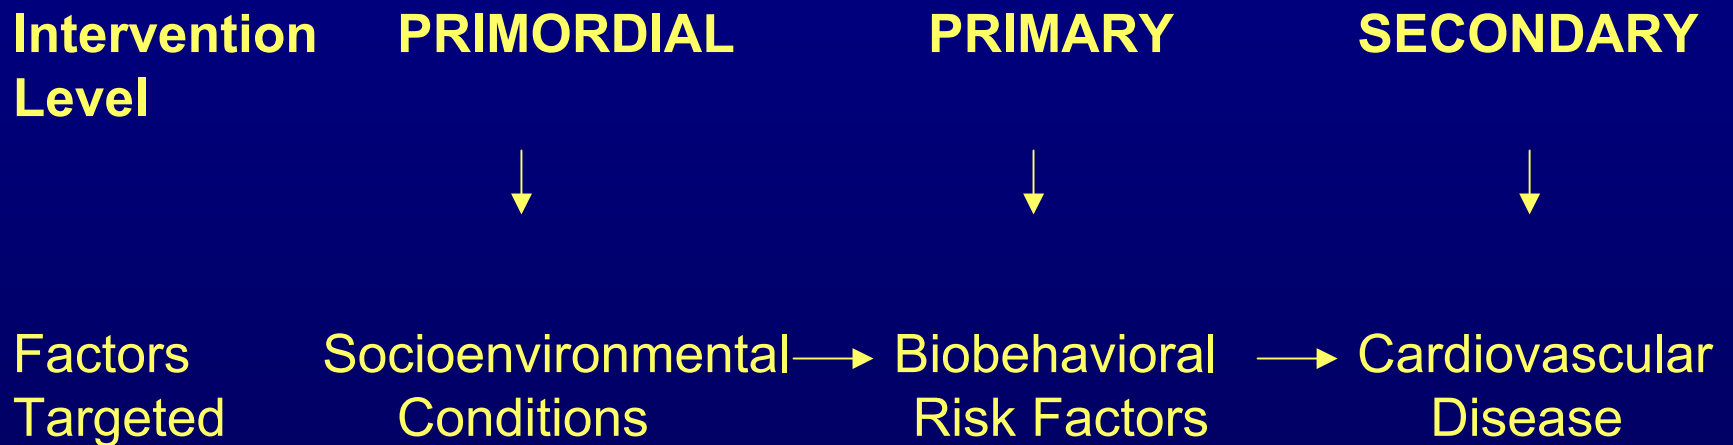 Intervention PRIMORDIAL PRIMARY SECONDARY
Level
Factors Socioenvironmental Biobehavioral Cardiovascular
Targeted Conditions Risk Factors Disease